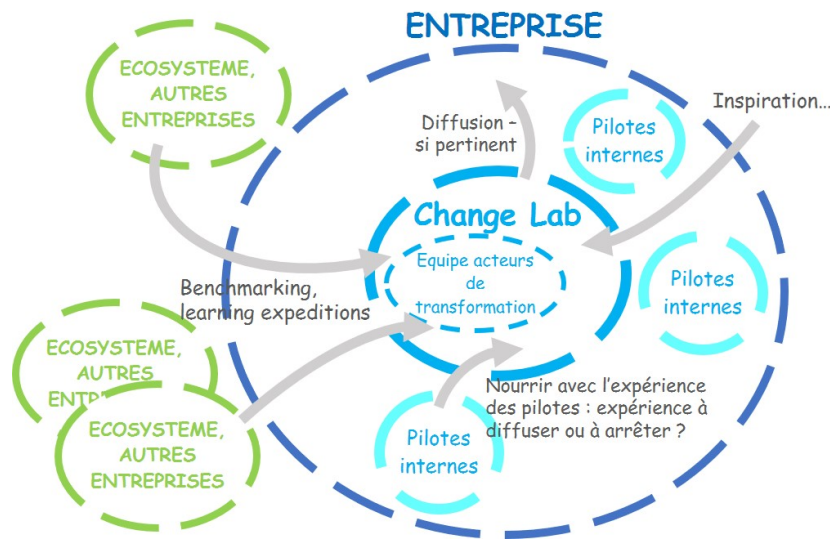 ENTREPRISE
ECOSYSTEME,
AUTRES
ENTREPRISES
Diffusion –
si pertinent
Pilotes
internes
Inspiration...
Change Lab
Equipe acteurs
de
transformation
Pilotes
internes
Benchmarking,
learning expeditions
ECOSYSTEME,
AUTRES
ECOSYSTEME,
AUTRES
ENTREPRISES
Pilotes
internes
Nourrir avec l’expérience
des pilotes : expérience à
diffuser ou à arrêter ?